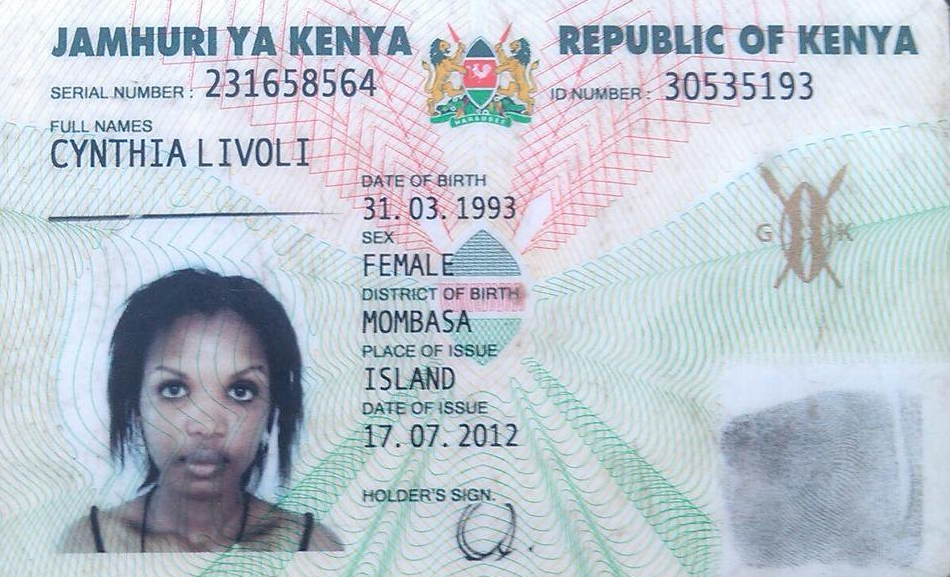 JAMHURI YA KENYA REPUBLIC OF KENYA
SERIAL NUMBER : 231658564 ID NUMBER : 30535193
FULL NAMES
CYNTHIA LIVOLI
DATE OF BIRTH
31. 03. 1993
SEX
FEMALE
DISTRICT OF BIRTH
MOMBASA
PLACE OF ISSUE
ISLAND
DATE OF ISSUE
17. 07. 2012
HOLDER'S SIGN.
HARAMBEE
G K